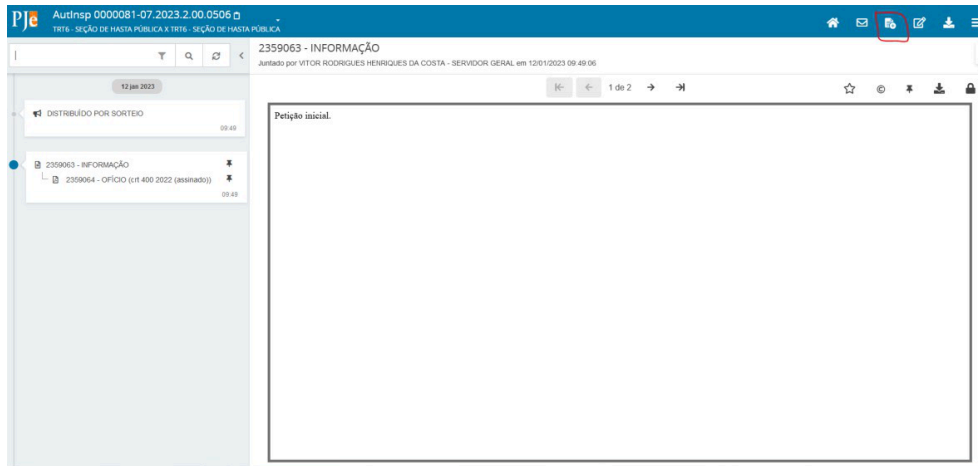 PJe
AutInsp 0000081-07.2023.2.00.0506
TRT6 - SEÇÃO DE HASTA PÚBLICA X TRT6 - SEÇÃO DE HASTA PÚBLICA
2359063 - INFORMAÇÃO
Juntado por VITOR RODRIGUES HENRIQUES DA COSTA - SERVIDOR GERAL em 12/01/2023 09:49:06
12 jan 2023
1 de 2
DISTRIBUÍDO POR SORTEIO
09:49
2359063 - INFORMAÇÃO
2359064 - OFÍCIO (crt 400 2022 (assinado))
09:49
Petição inicial.